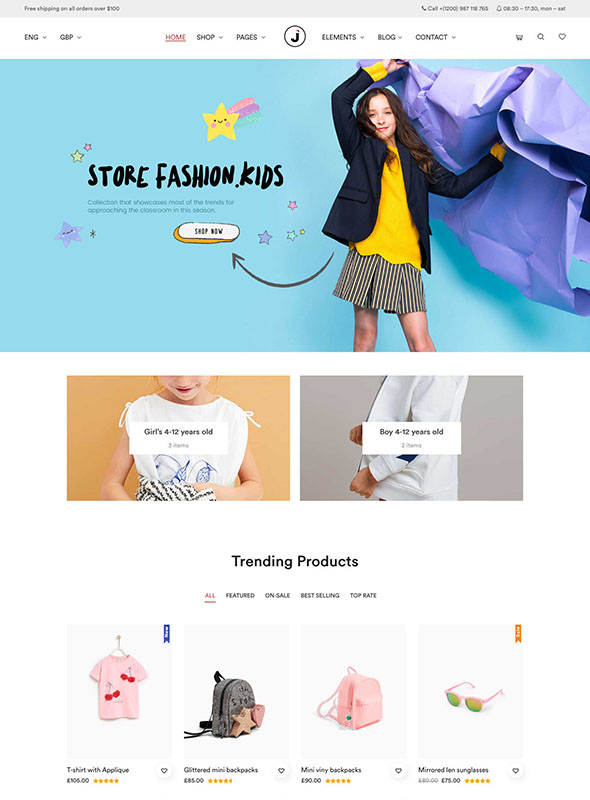 Free shipping on all orders over $100
Call +(1200) 987 118 765 08:30 – 17:30, mon – sat
ENG GBP HOME SHOP PAGES j ELEMENTS BLOG CONTACT
STORE FASHION.KIDS
Collection that showcases most of the trends for
approaching the classroom in this season.
SHOP NOW
Girl's 4-12 years old
3 items
Boy 4-12 years old
2 items
Trending Products
ALL FEATURED ON-SALE BEST SELLING TOP RATE
New
Sale
T-shirt with Applique
£105.00
Glittered mini backpacks
£85.00
Mini viny backpacks
£90.00
Mirrored len sunglasses
£80.00 £75.00